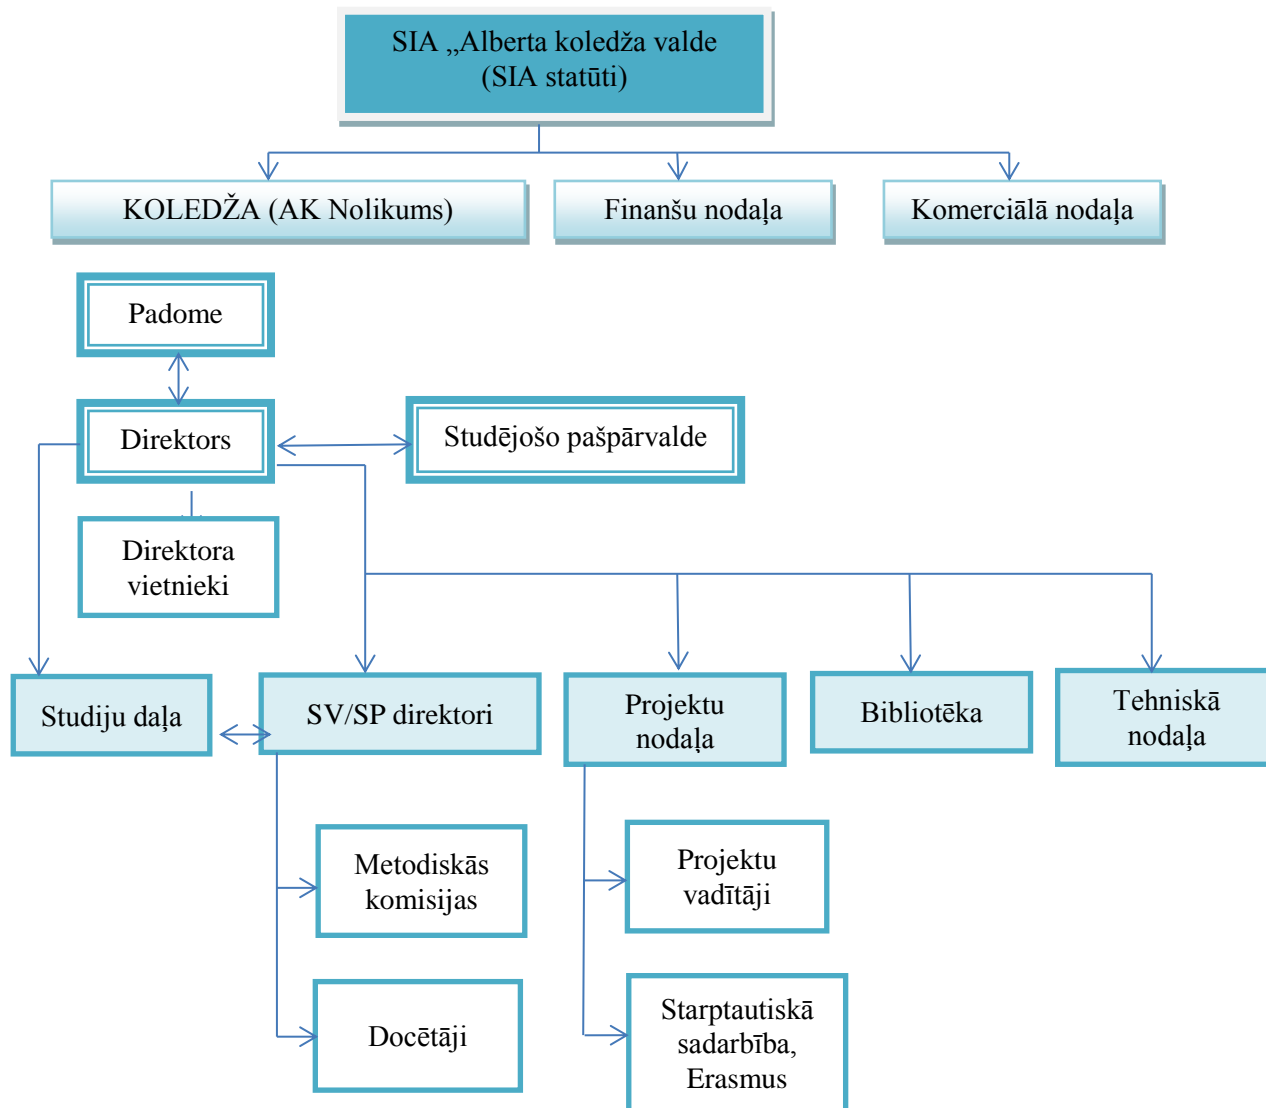 SIA „Alberta koledža valde
(SIA statūti)
KOLEDŽA (AK Nolikums)
Finanšu nodaļa
Komerciālā nodaļa
Padome
Direktors
Studējošo pašpārvalde
Direktora
vietnieki
Studiju daļa
SV/SP direktori
Projektu
nodaļa
Bibliotēka
Tehniskā
nodaļa
Metodiskās
komisijas
Projektu
vadītāji
Docētāji
Starptautiskā
sadarbība,
Erasmus